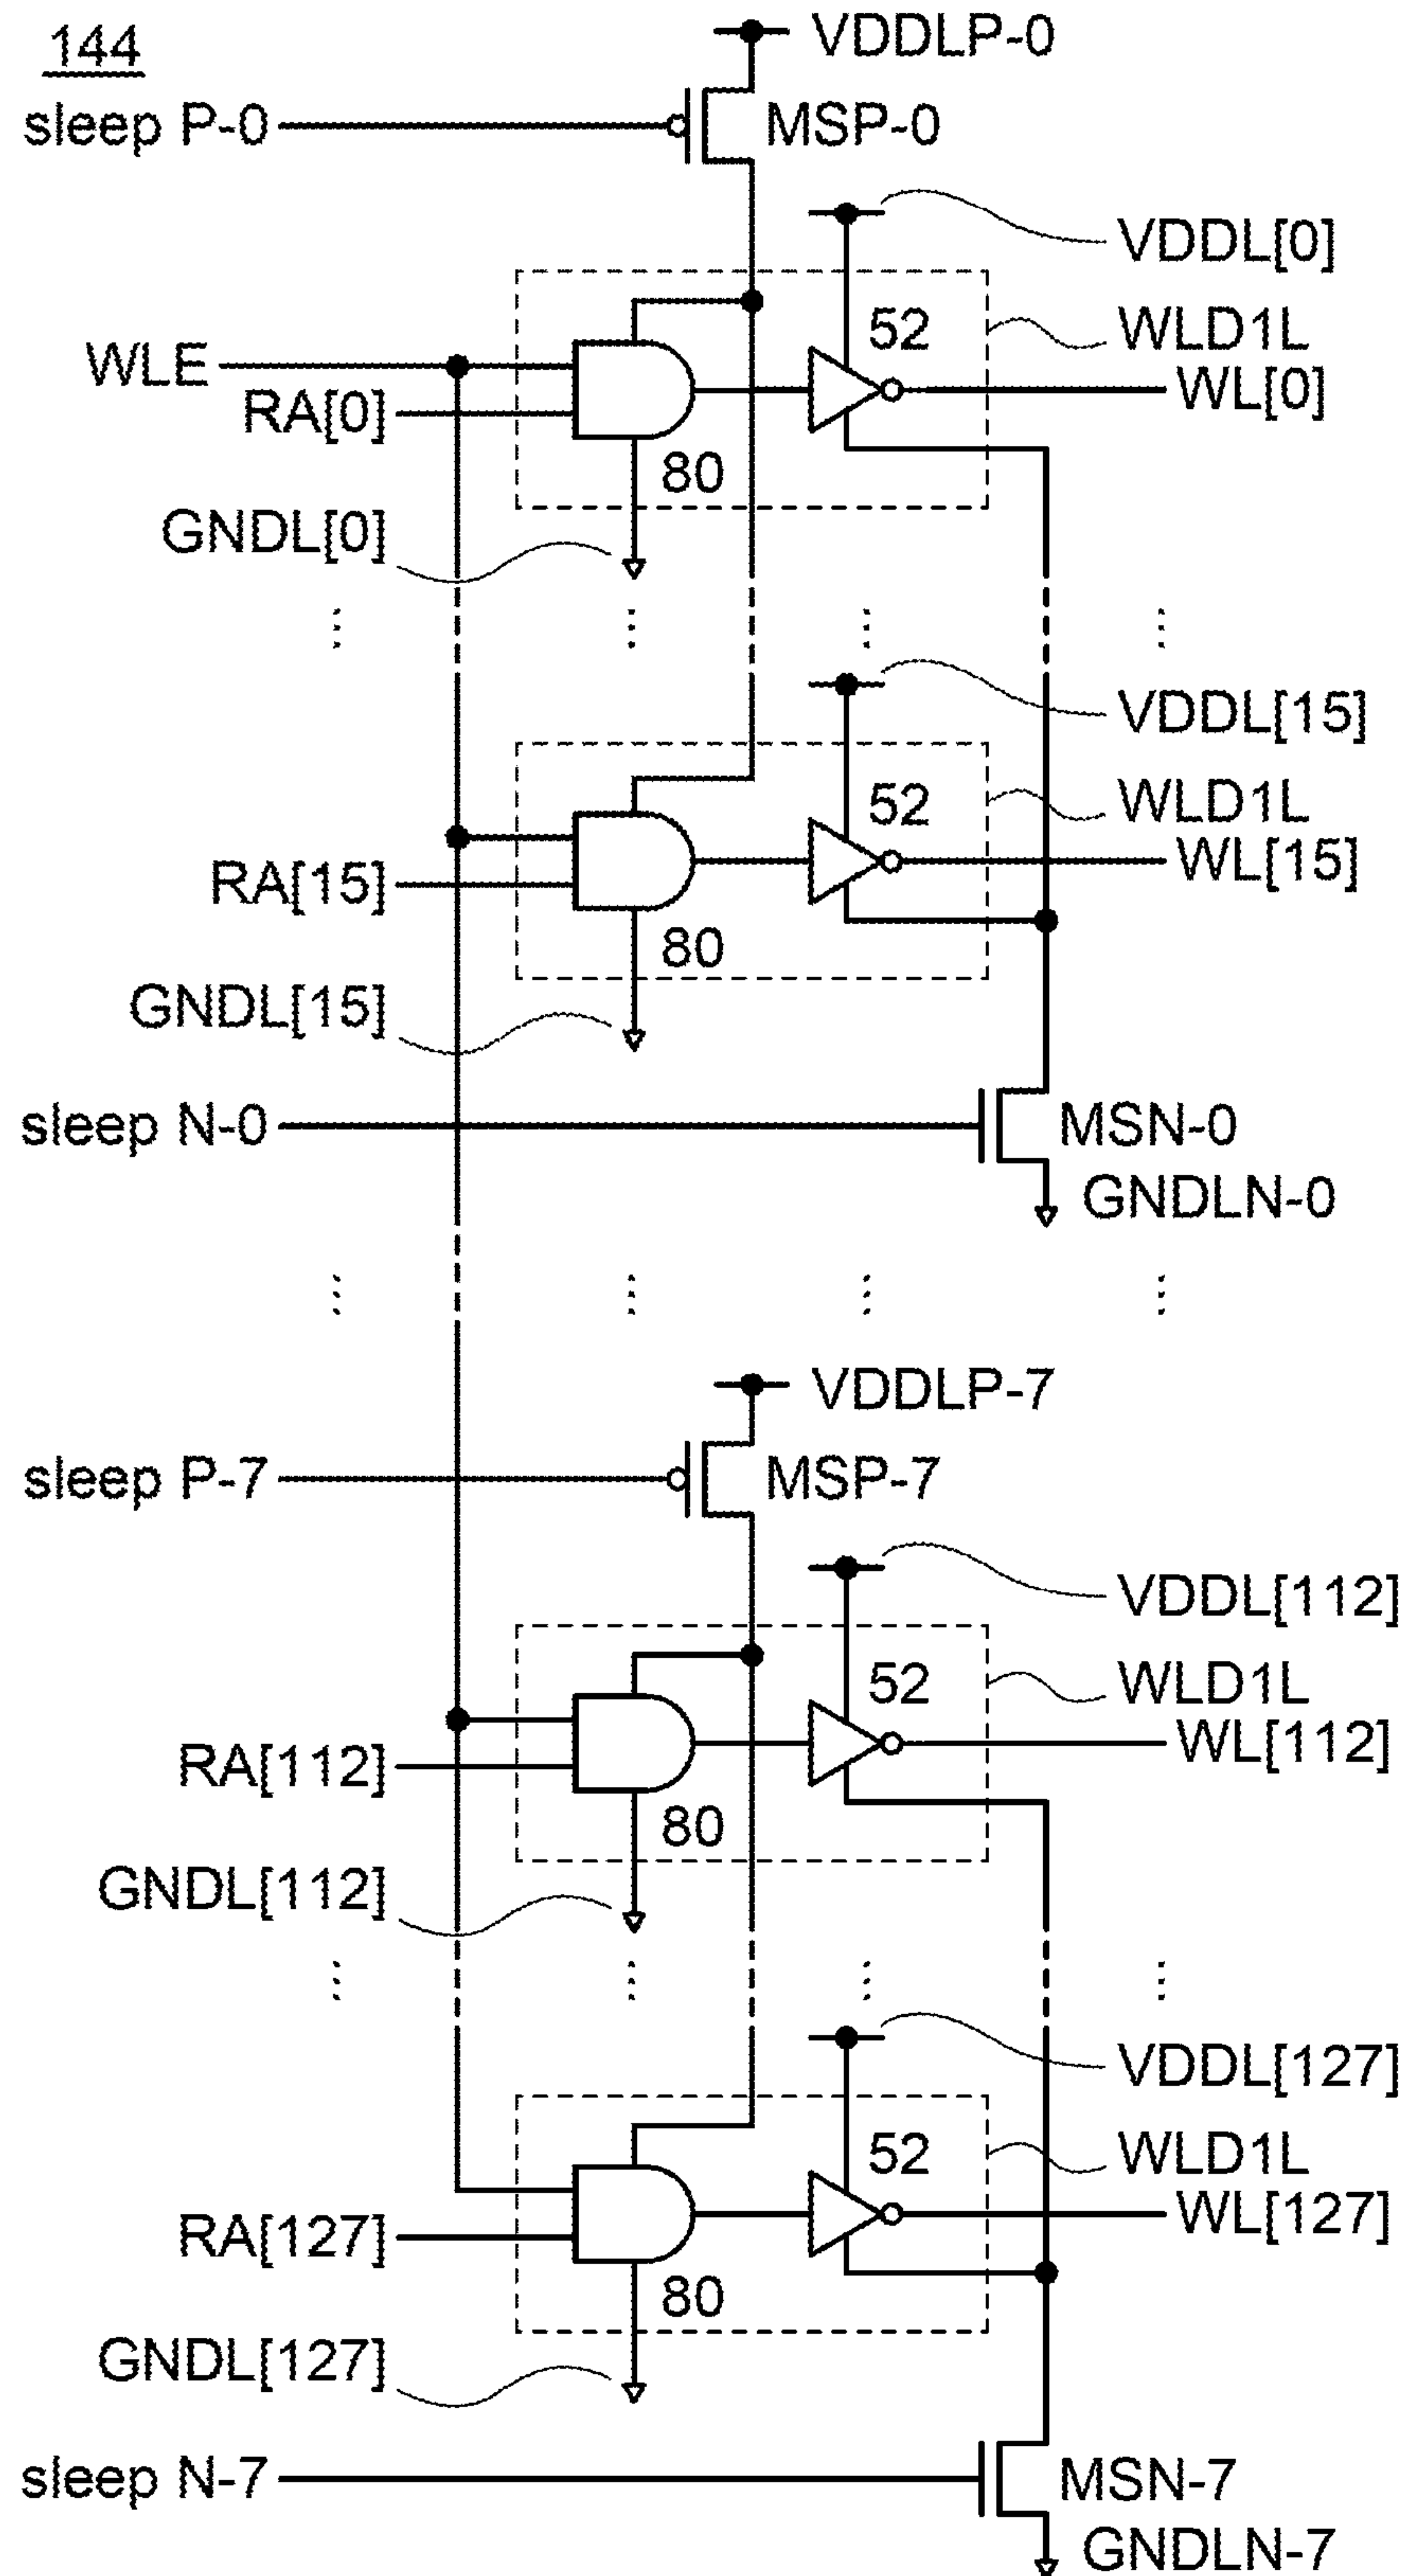 144
VDDLP-0
sleep P-0
MSP-0
VDDL[0]
52
WLD1L
WLE
WL[0]
RA[0]
80
GNDL[0]
VDDL[15]
52
WLD1L
WL[15]
RA[15]
80
GNDL[15]
sleep N-0
MSN-0
GNDLN-0
VDDLP-7
sleep P-7
MSP-7
VDDL[112]
52
WLD1L
WL[112]
RA[112]
80
GNDL[112]
VDDL[127]
52
WLD1L
WL[127]
RA[127]
80
GNDL[127]
sleep N-7
MSN-7
GNDLN-7